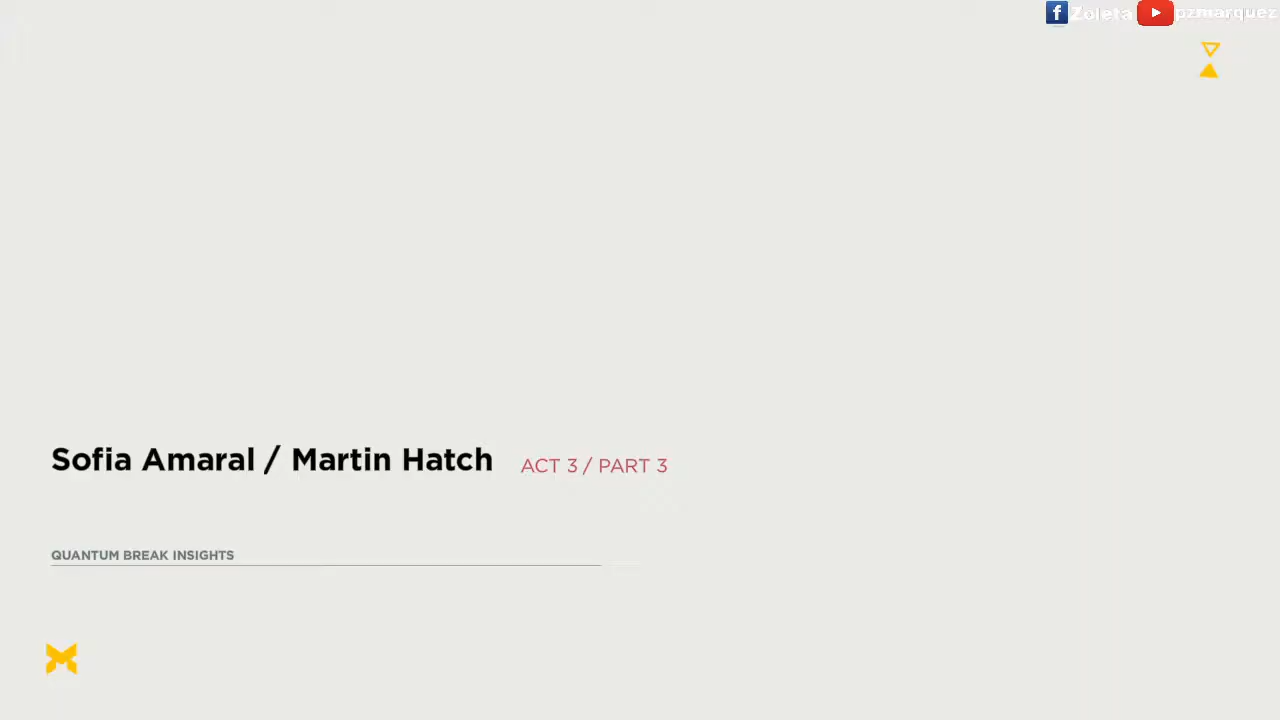 Zoleta pzmarquez
Sofia Amaral / Martin Hatch ACT 3 / PART 3
QUANTUM BREAK INSIGHTS